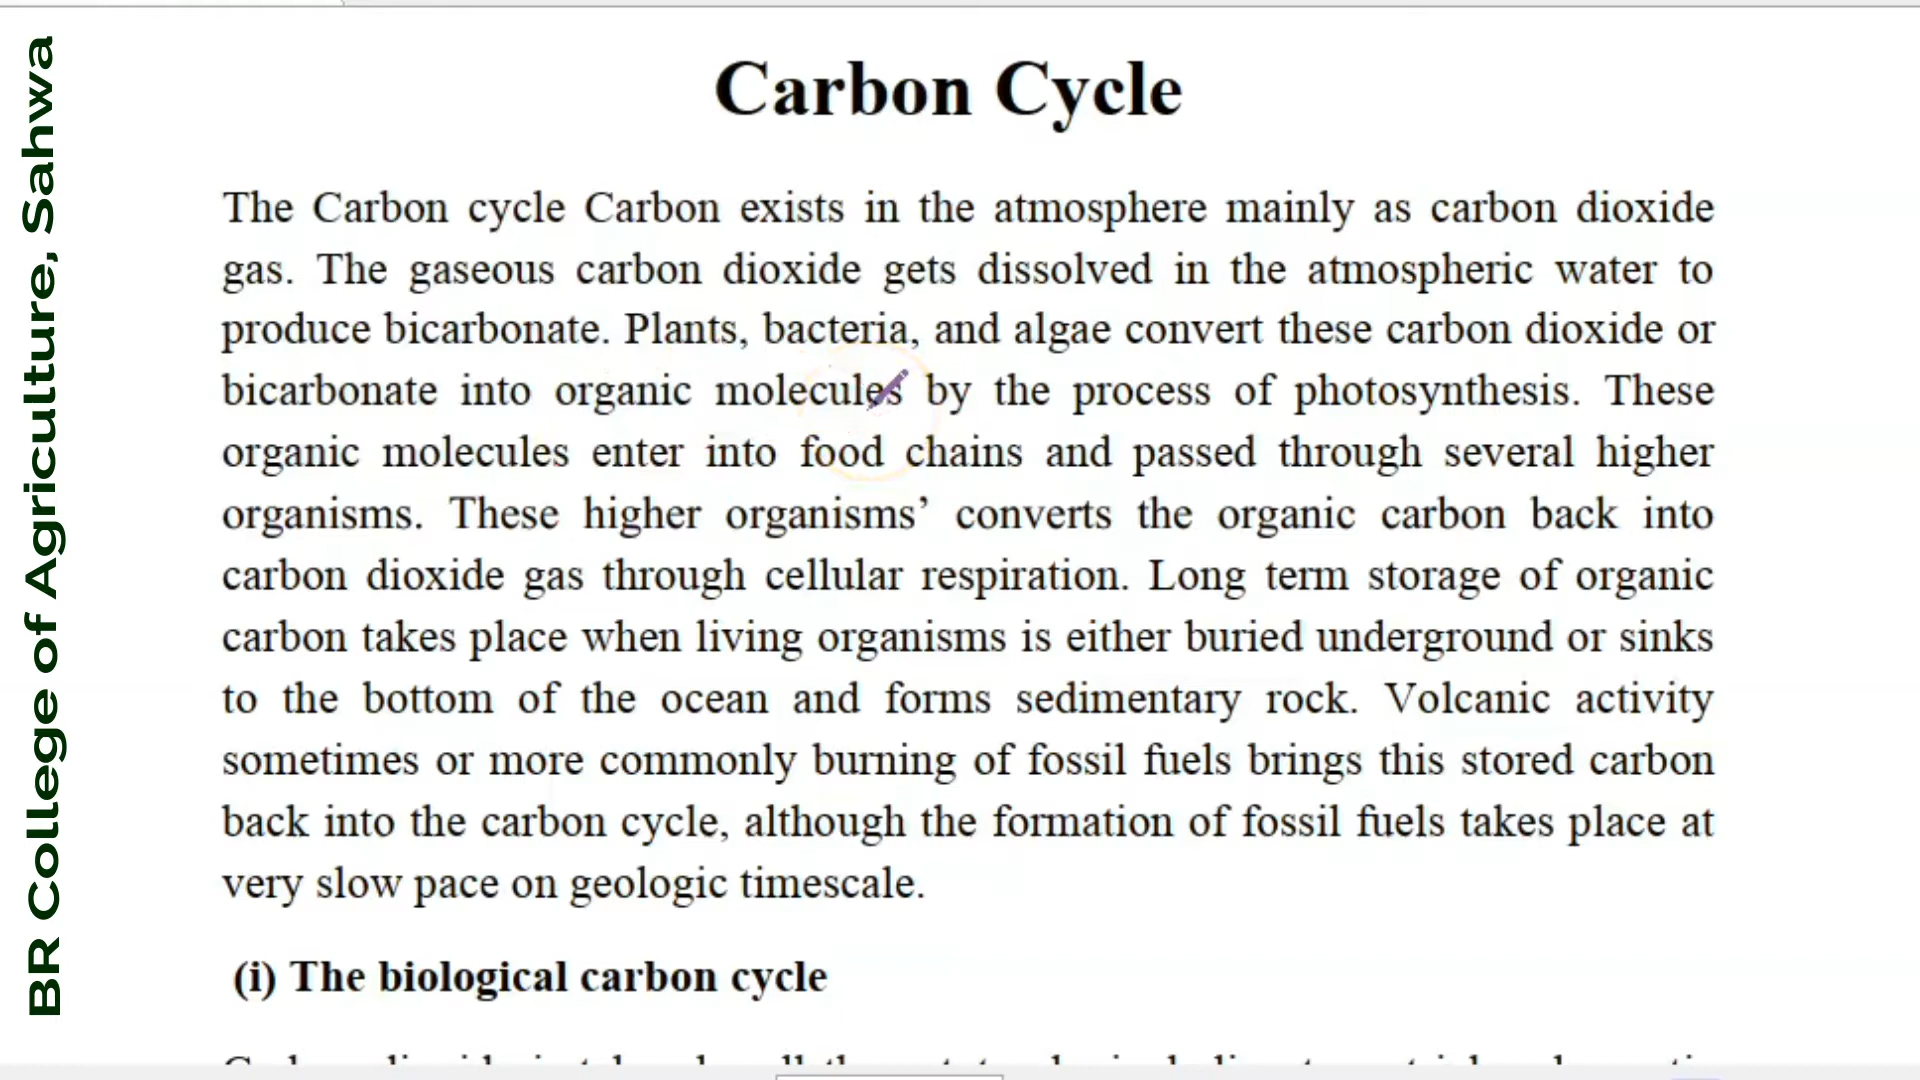 BR College of Agriculture, Sahwa
Carbon Cycle
The Carbon cycle Carbon exists in the atmosphere mainly as carbon dioxide
gas. The gaseous carbon dioxide gets dissolved in the atmospheric water to
produce bicarbonate. Plants, bacteria, and algae convert these carbon dioxide or
bicarbonate into organic molecules by the process of photosynthesis. These
organic molecules enter into food chains and passed through several higher
organisms. These higher organisms’ converts the organic carbon back into
carbon dioxide gas through cellular respiration. Long term storage of organic
carbon takes place when living organisms is either buried underground or sinks
to the bottom of the ocean and forms sedimentary rock. Volcanic activity
sometimes or more commonly burning of fossil fuels brings this stored carbon
back into the carbon cycle, although the formation of fossil fuels takes place at
very slow pace on geologic timescale.
(i) The biological carbon cycle